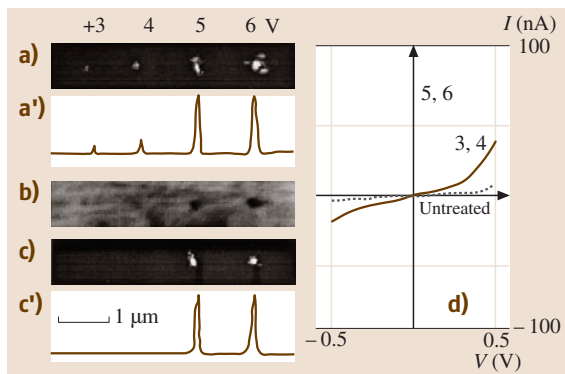 +3 4 5 6 V
a)
a')
b)
c)
c')
1 µm
I (nA)
100
5, 6
3, 4
Untreated
d)
– 100
– 0.5
0.5
V (V)